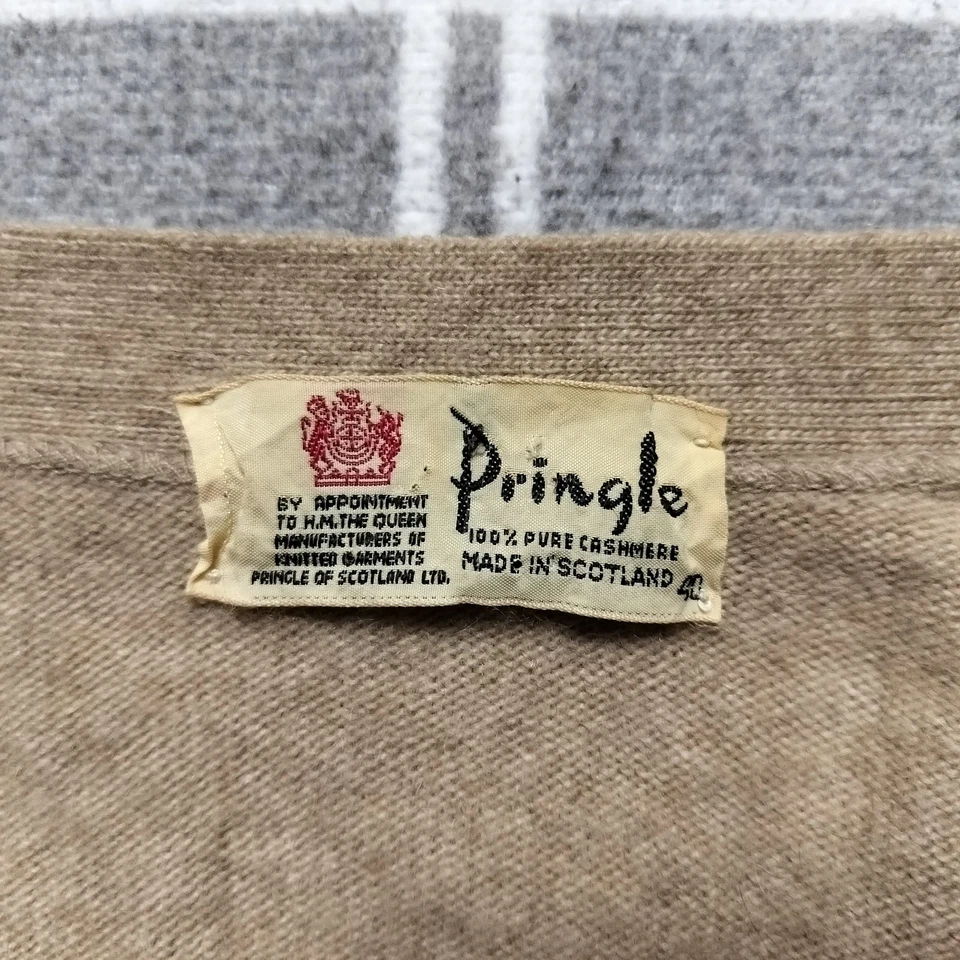 BY APPOINTMENT
TO H.M. THE QUEEN
MANUFACTURERS OF
KNITTED GARMENTS
PRINGLE OF SCOTLAND LTD.
Pringle
100% PURE CASHMERE
MADE IN SCOTLAND
40